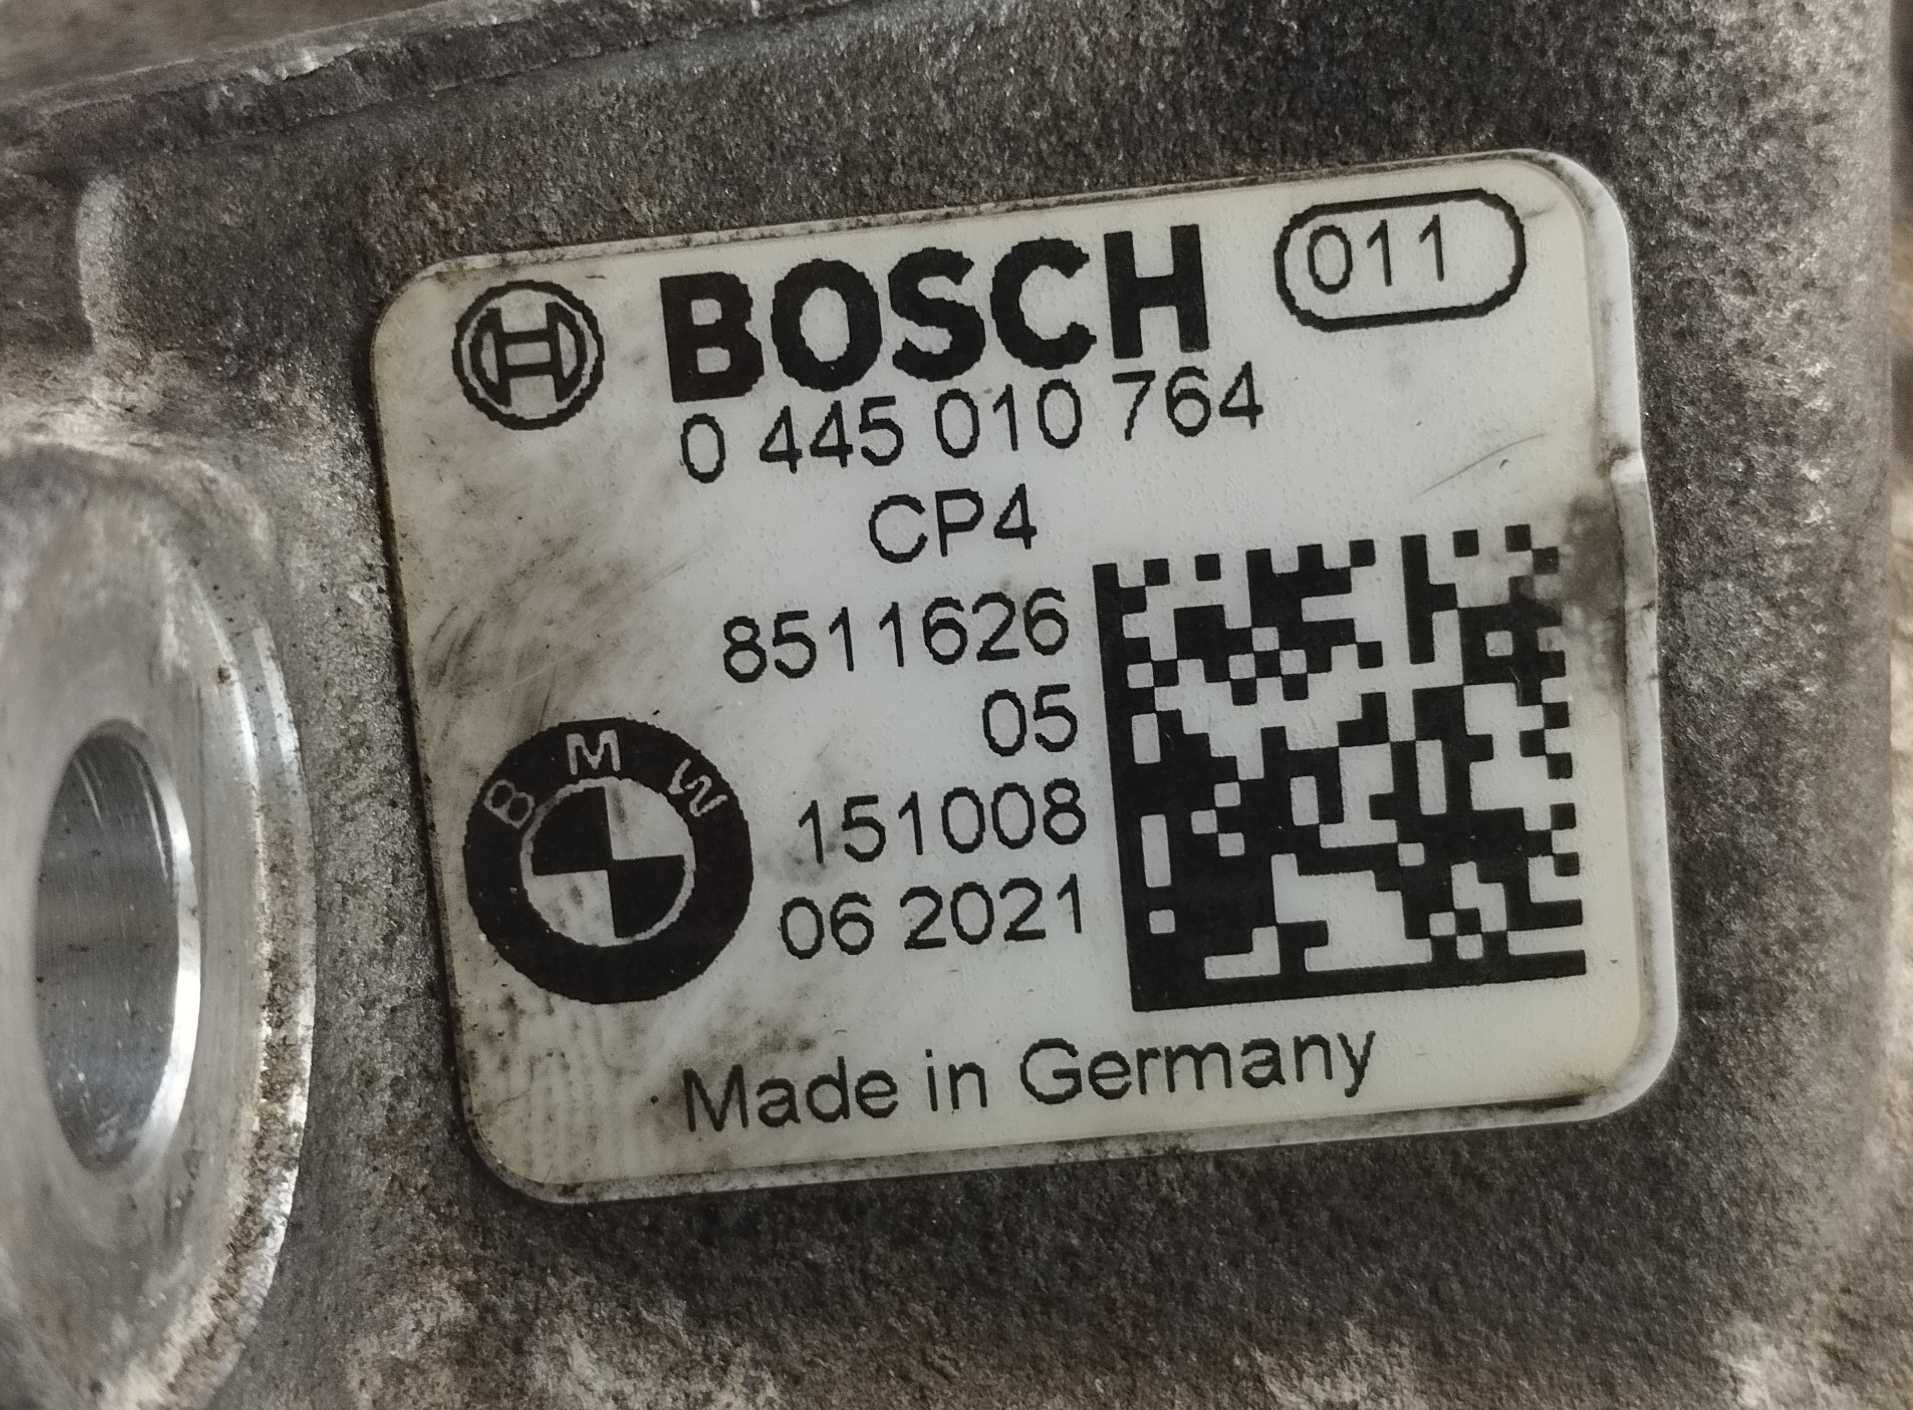 BOSCH 011
0 445 010 764
CP4
8511626
05
BMW
151008
06 2021
Made in Germany